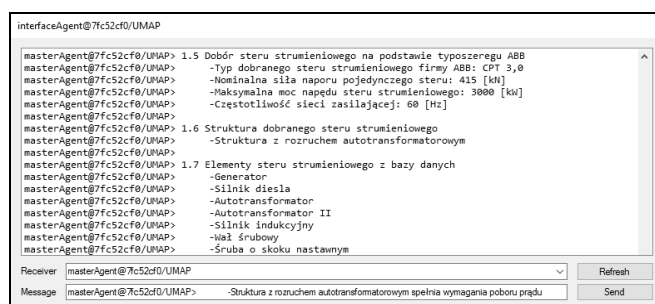 interfaceAgent@7fc52cf0/UMAP
masterAgent@7fc52cf0/UMAP> 1.5 Dobór steru strumieniowego na podstawie typoszeregu ABB
masterAgent@7fc52cf0/UMAP> -Typ dobranego steru strumieniowego firmy ABB: CPT 3,0
masterAgent@7fc52cf0/UMAP> -Nominalna siła naporu pojedynczego steru: 415 [kN]
masterAgent@7fc52cf0/UMAP> -Maksymalna moc napędu steru strumieniowego: 3000 [kW]
masterAgent@7fc52cf0/UMAP> -Częstotliwość sieci zasilającej: 60 [Hz]
masterAgent@7fc52cf0/UMAP>
masterAgent@7fc52cf0/UMAP> 1.6 Struktura dobranego steru strumieniowego
masterAgent@7fc52cf0/UMAP> -Struktura z rozruchem autotransformatorowym
masterAgent@7fc52cf0/UMAP>
masterAgent@7fc52cf0/UMAP> 1.7 Elementy steru strumieniowego z bazy danych
masterAgent@7fc52cf0/UMAP> -Generator
masterAgent@7fc52cf0/UMAP> -Silnik diesla
masterAgent@7fc52cf0/UMAP> -Autotransformator
masterAgent@7fc52cf0/UMAP> -Autotransformator II
masterAgent@7fc52cf0/UMAP> -Silnik indukcyjny
masterAgent@7fc52cf0/UMAP> -Wał śrubowy
masterAgent@7fc52cf0/UMAP> -Śruba o skoku nastawnym
Receiver masterAgent@7fc52cf0/UMAP Refresh
Message masterAgent@7fc52cf0/UMAP> -Struktura z rozruchem autotransformatorowym spełnia wymagania poboru prądu Send